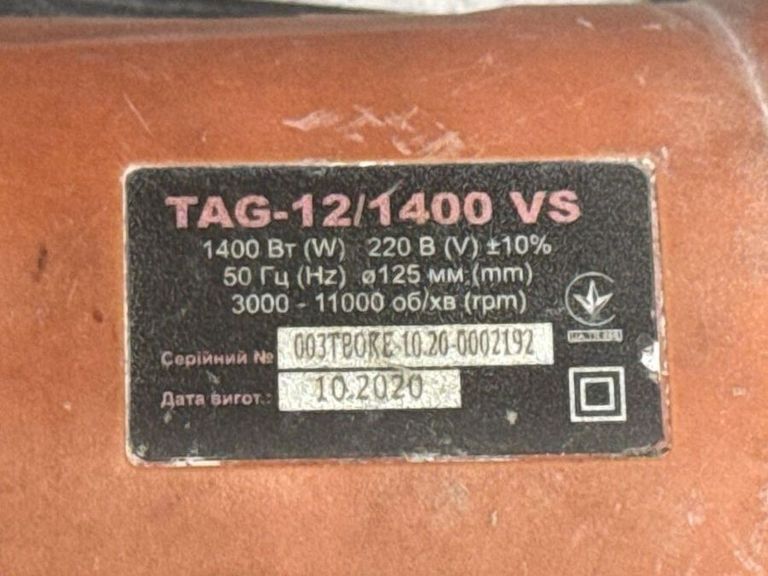 TAG-12/1400 VS
1400 Вт (W) 220 В (V) ±10%
50 Гц (Hz) ø125 мм (mm)
3000 - 11000 об/хв (rpm)
Серійний № 003TBOKE 10.20 0002192
Дата вигот.: 10.2020